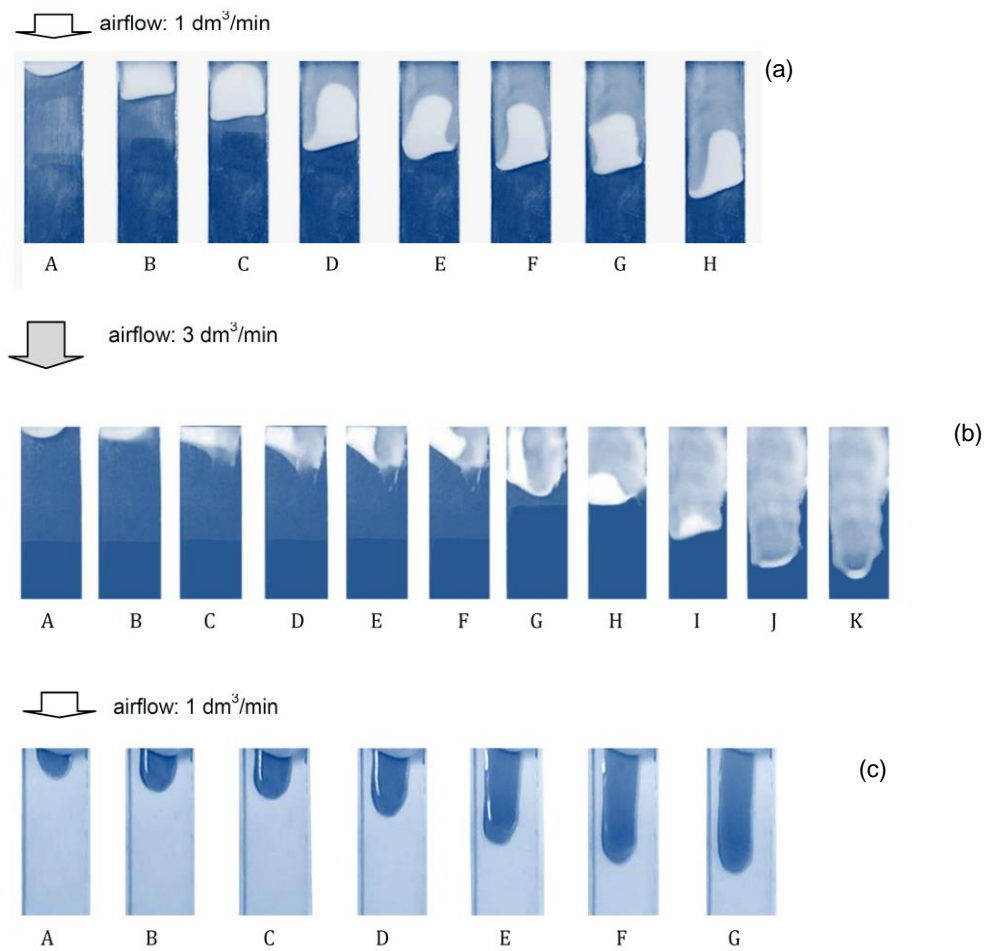 airflow: 1 dm³/min
(a)
A B C D E F G H
airflow: 3 dm³/min
(b)
A B C D E F G H I J K
airflow: 1 dm³/min
(c)
A B C D E F G